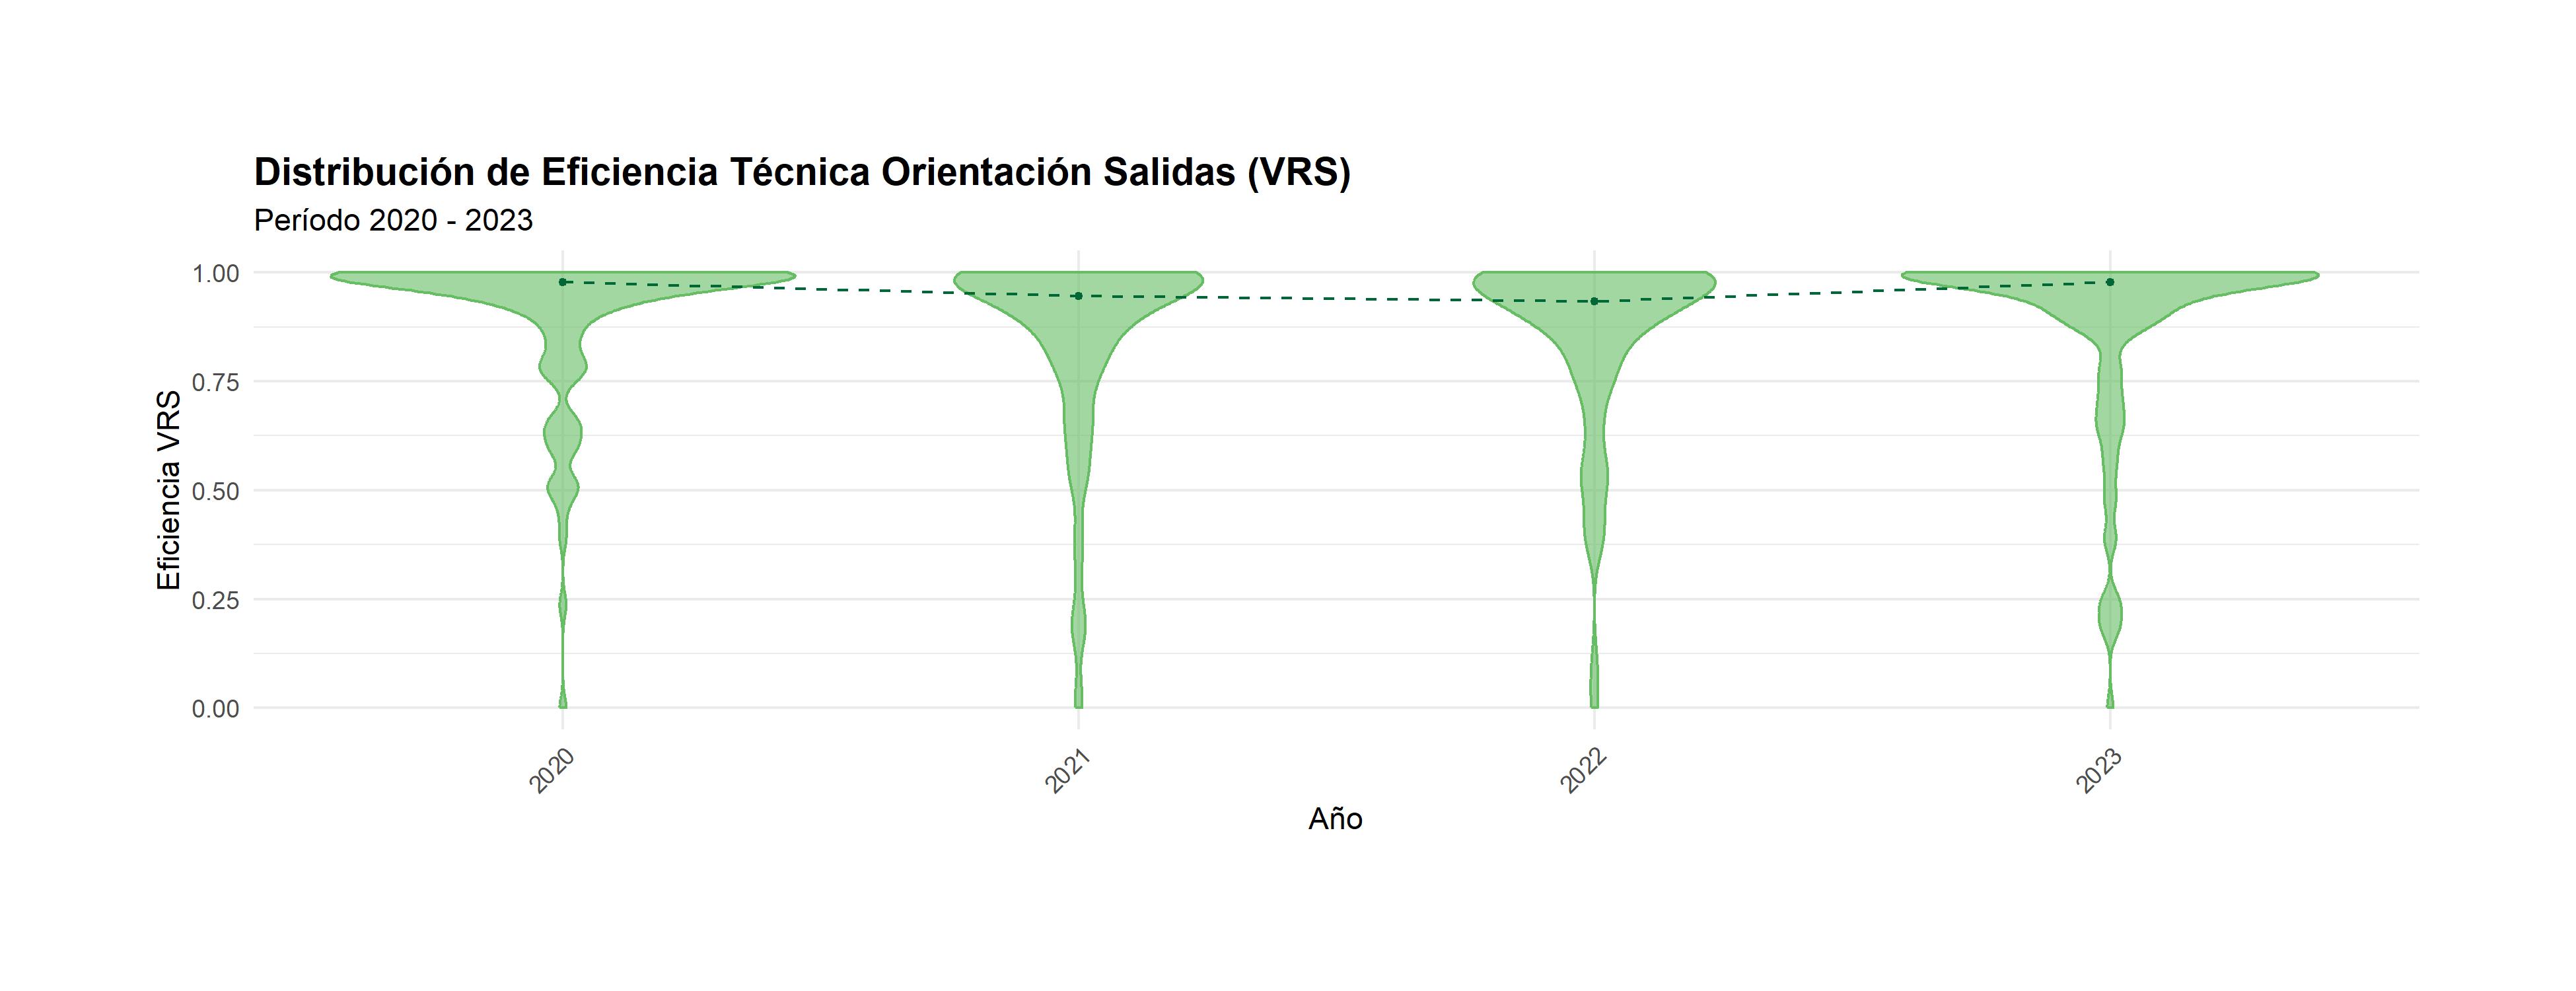 Distribución de Eficiencia Técnica Orientación Salidas (VRS)
Período 2020 - 2023
Eficiencia VRS
1.00
0.75
0.50
0.25
0.00
2020
2021
2022
2023
Año